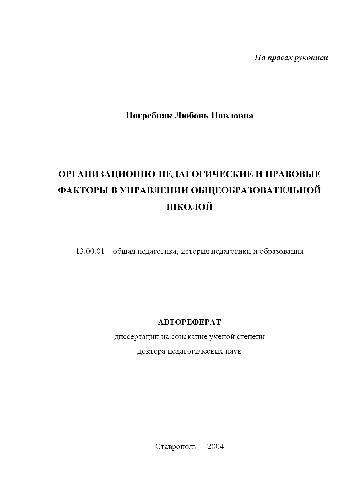 На правах рукописи
Погребняк Любовь Павловна
ОРГАНИЗАЦИОННО-ПЕДАГОГИЧЕСКИЕ И ПРАВОВЫЕ
ФАКТОРЫ В УПРАВЛЕНИИ ОБЩЕОБРАЗОВАТЕЛЬНОЙ
ШКОЛОЙ
13.00.01 – общая педагогика, история педагогики и образования
АВТОРЕФЕРАТ
диссертации на соискание ученой степени
доктора педагогических наук
Ставрополь – 2004